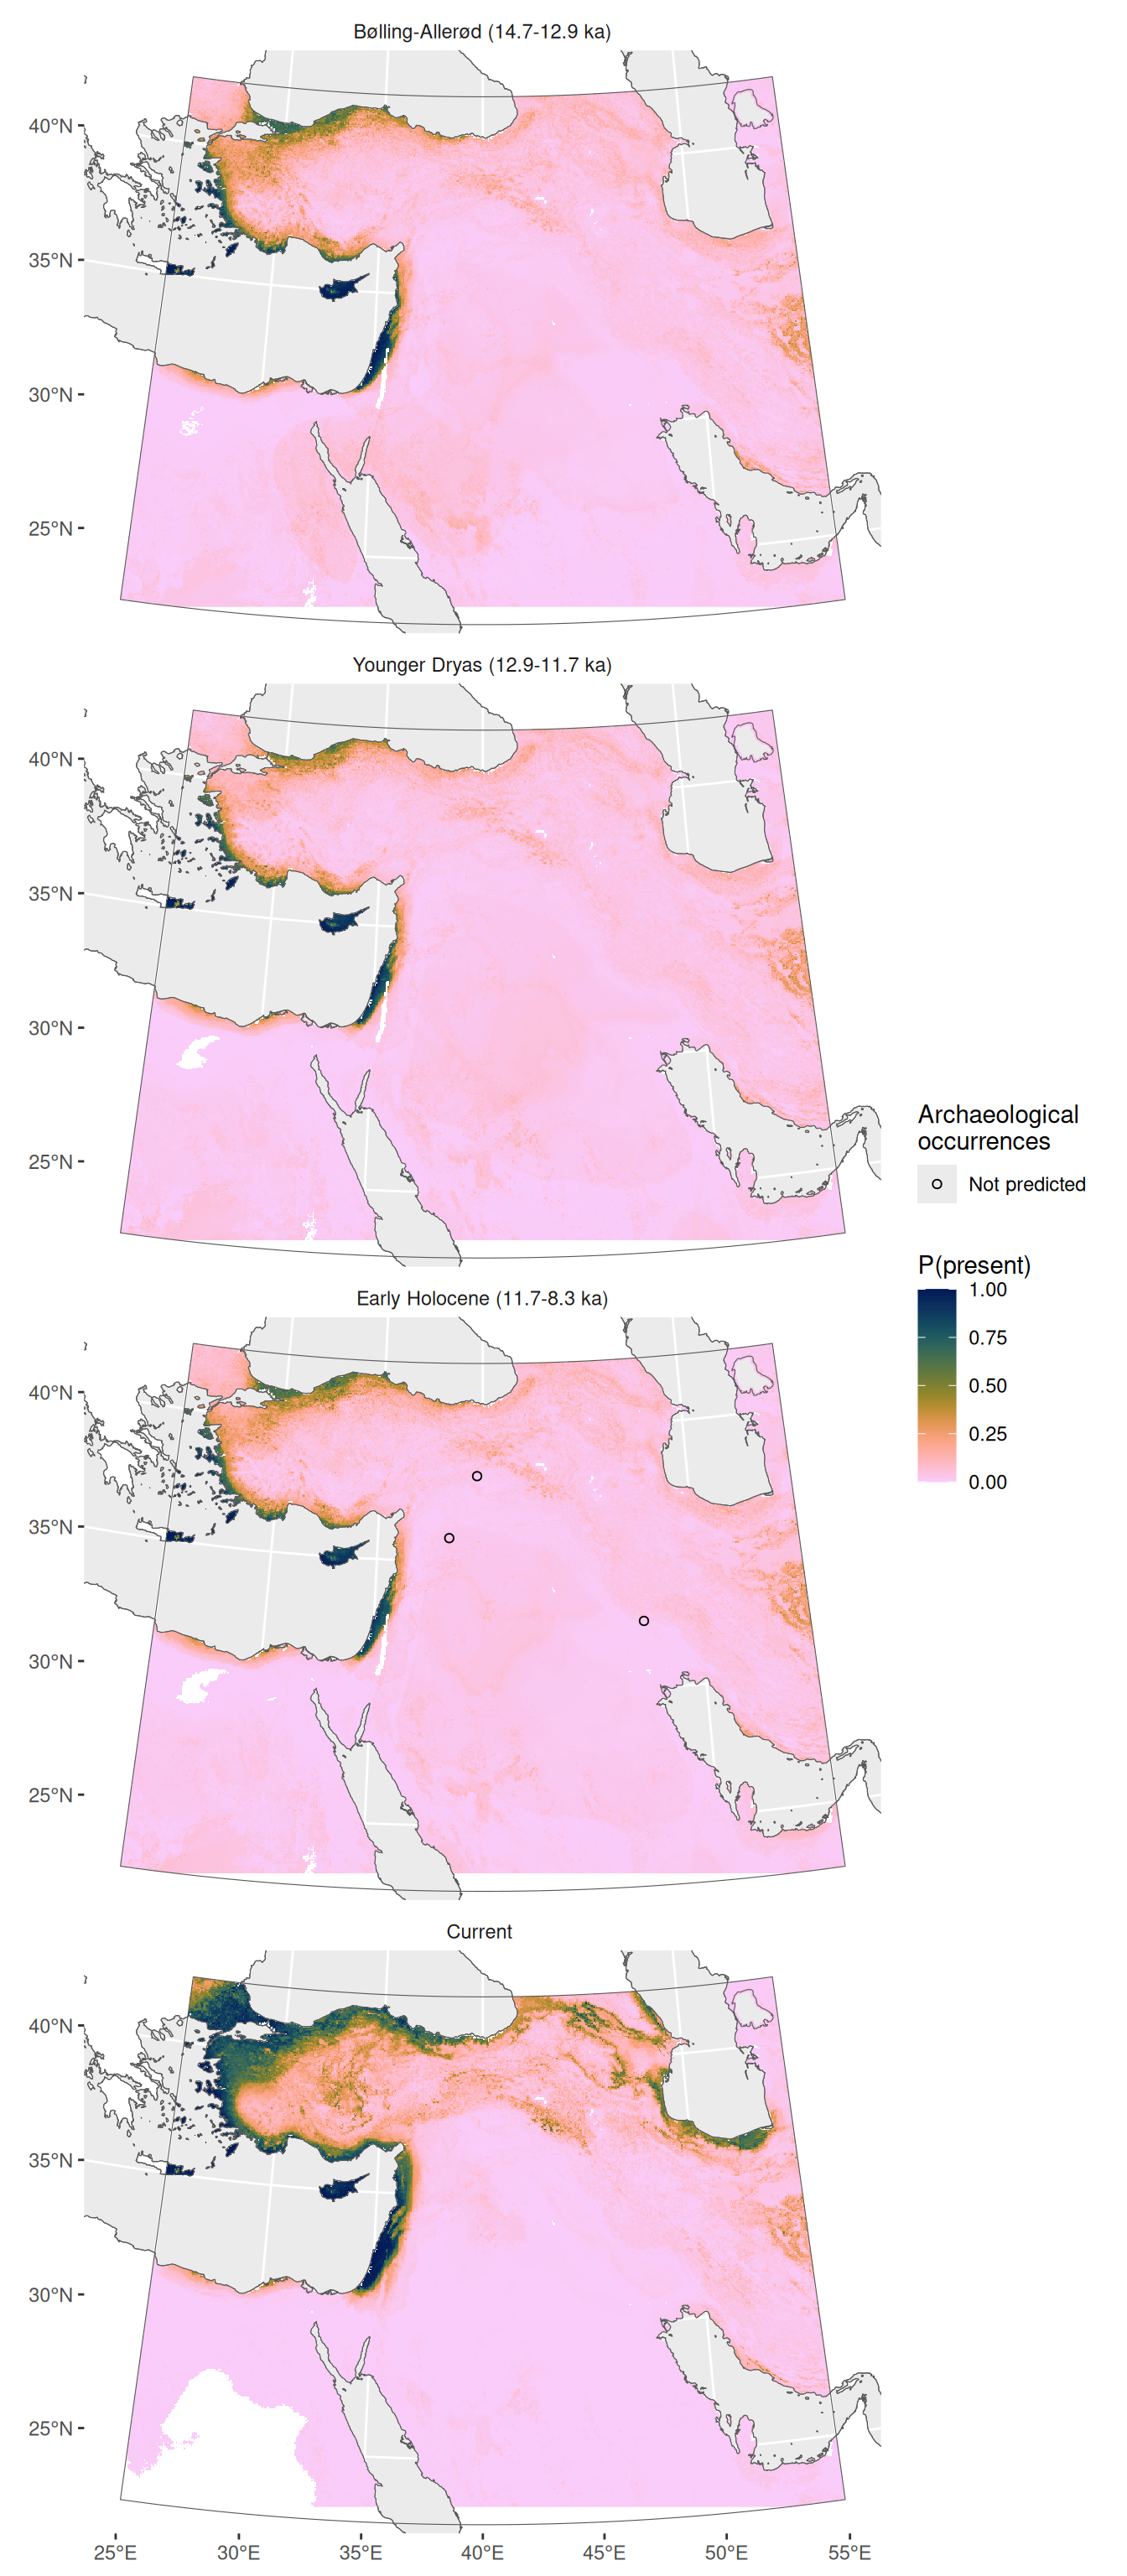 Bølling-Allerød (14.7-12.9 ka)
40°N
35°N
30°N
25°N
Younger Dryas (12.9-11.7 ka)
40°N
35°N
30°N
25°N
Archaeological
occurrences
Not predicted
P(present)
1.00
0.75
0.50
0.25
0.00
Early Holocene (11.7-8.3 ka)
40°N
35°N
30°N
25°N
Current
40°N
35°N
30°N
25°N
25°E 30°E 35°E 40°E 45°E 50°E 55°E